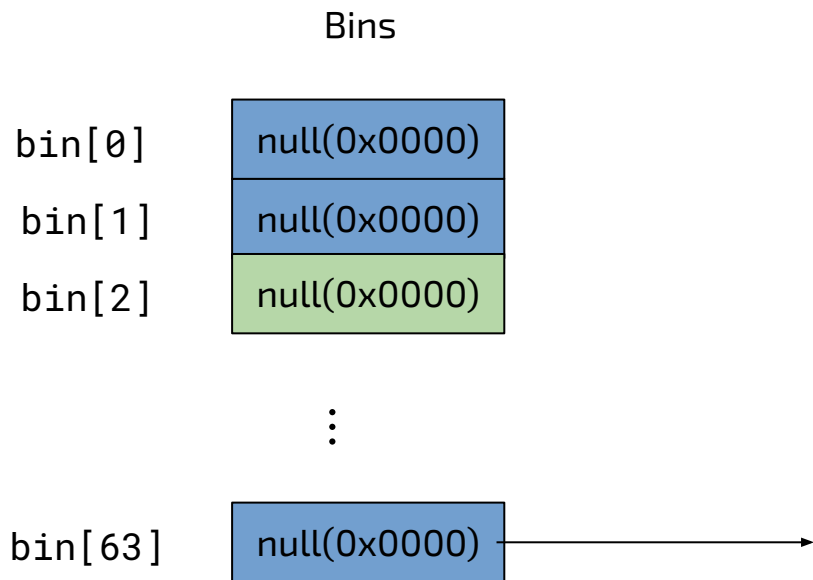 Bins
bin[0] null(0x0000)
bin[1] null(0x0000)
bin[2] null(0x0000)
⋮
bin[63] null(0x0000)